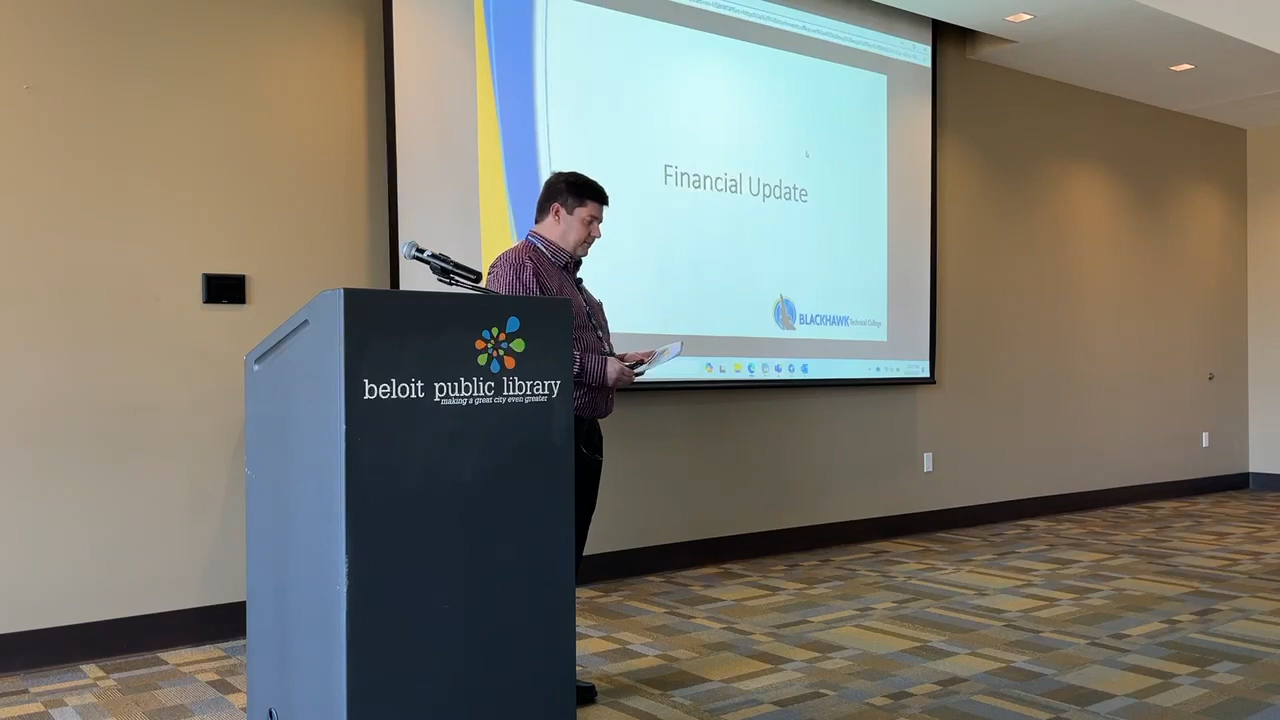 Financial Update
BLACKHAWK Technical College
beloit public library
making a great city even greater